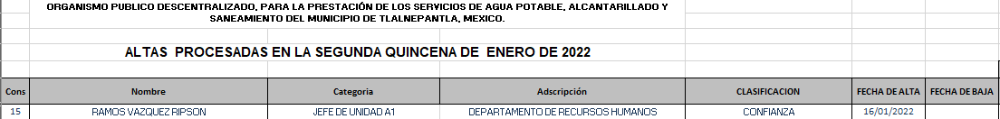 ORGANISMO PUBLICO DESCENTRALIZADO, PARA LA PRESTACIÓN DE LOS SERVICIOS DE AGUA POTABLE, ALCANTARILLADO Y
SANEAMIENTO DEL MUNICIPIO DE TLALNEPANTLA, MEXICO.
ALTAS PROCESADAS EN LA SEGUNDA QUINCENA DE ENERO DE 2022
Cons Nombre Categoria Adscripción CLASIFICACION FECHA DE ALTA FECHA DE BAJA
15 RAMOS VAZQUEZ RIPSON JEFE DE UNIDAD A1 DEPARTAMENTO DE RECURSOS HUMANOS CONFIANZA 16/01/2022